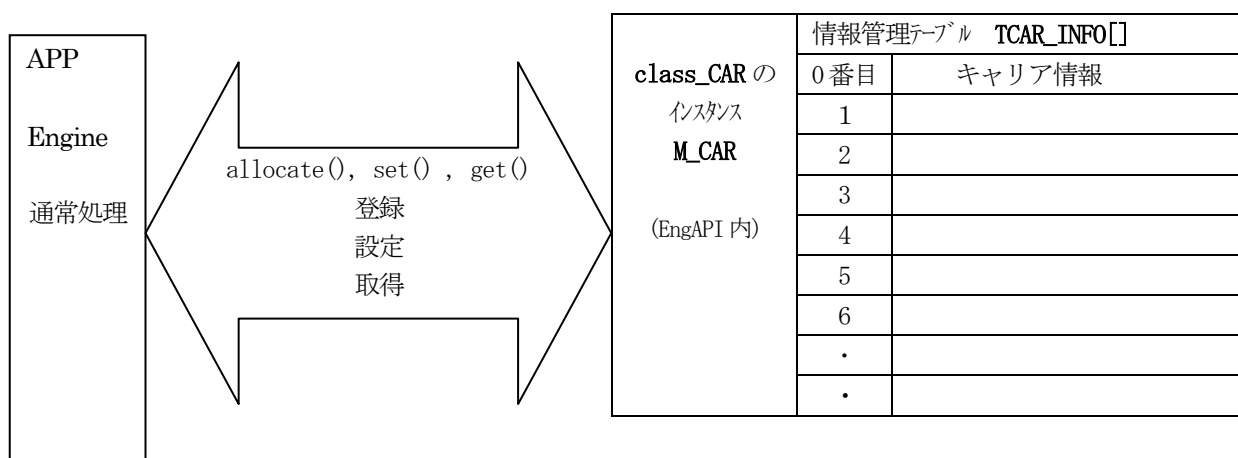 APP
Engine
通常処理
allocate(), set() , get()
登録
設定
取得
class_CAR の
インスタンス
M_CAR
(EngAPI 内)
情報管理テーブル TCAR_INFO[]
0番目 キャリア情報
1
2
3
4
5
6
・
・